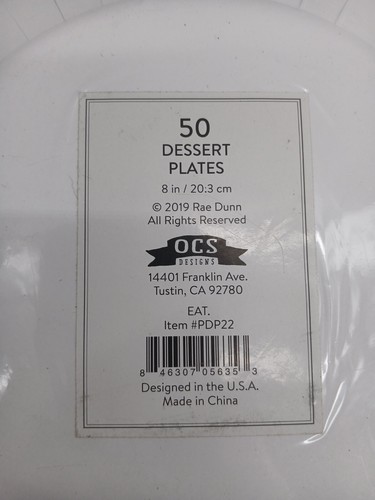 50
DESSERT
PLATES
8 in / 20:3 cm
© 2019 Rae Dunn
All Rights Reserved
OCS
DESIGNS
14401 Franklin Ave.
Tustin, CA 92780
EAT.
Item #PDP22
8 46307 05635 3
Designed in the U.S.A.
Made in China